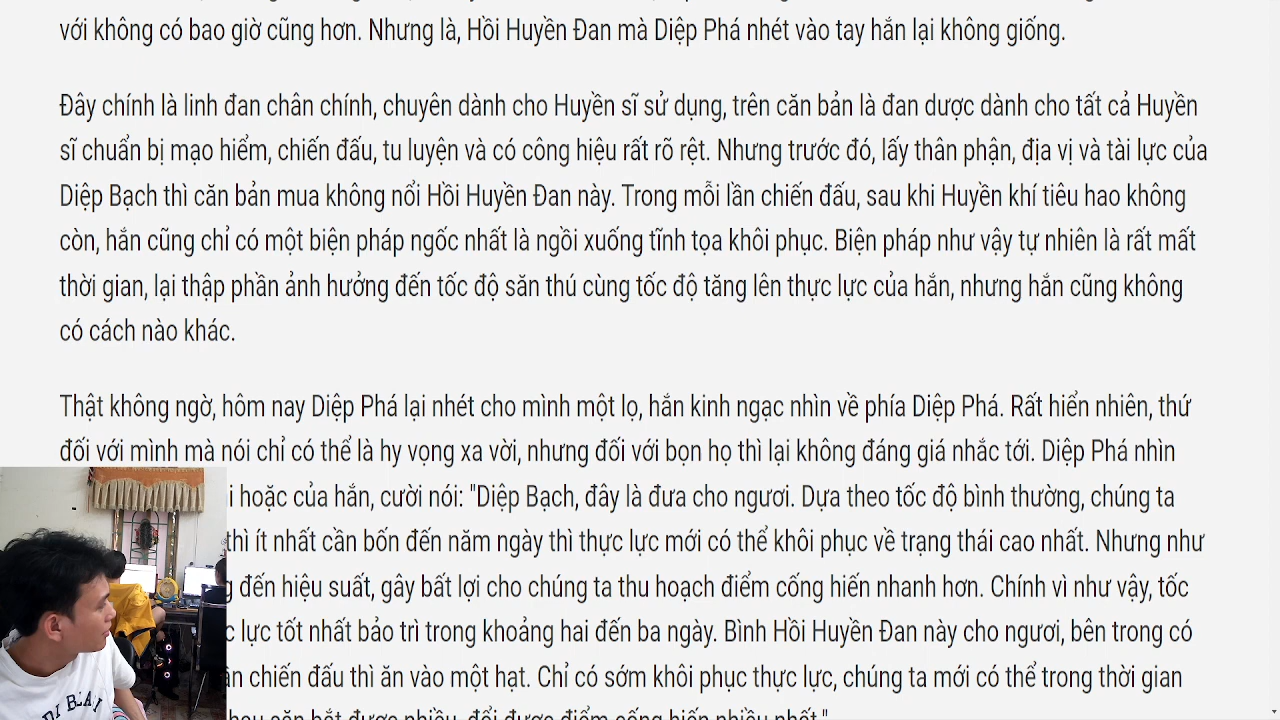 với không có bao giờ cũng hơn. Nhưng là, Hồi Huyền Đan mà Diệp Phá nhét vào tay hắn lại không giống.
Đây chính là linh đan chân chính, chuyên dành cho Huyền sĩ sử dụng, trên căn bản là đan dược dành cho tất cả Huyền
sĩ chuẩn bị mạo hiểm, chiến đấu, tu luyện và có công hiệu rất rõ rệt. Nhưng trước đó, lấy thân phận, địa vị và tài lực của
Diệp Bạch thì căn bản mua không nổi Hồi Huyền Đan này. Trong mỗi lần chiến đấu, sau khi Huyền khí tiêu hao không
còn, hắn cũng chỉ có một biện pháp ngốc nhất là ngồi xuống tĩnh tọa khôi phục. Biện pháp như vậy tự nhiên là rất mất
thời gian, lại thập phần ảnh hưởng đến tốc độ săn thú cùng tốc độ tăng lên thực lực của hắn, nhưng hắn cũng không
có cách nào khác.
Thật không ngờ, hôm nay Diệp Phá lại nhét cho mình một lọ, hắn kinh ngạc nhìn về phía Diệp Phá. Rất hiển nhiên, thứ
đối với mình mà nói chỉ có thể là hy vọng xa vời, nhưng đối với bọn họ thì lại không đáng giá nhắc tới. Diệp Phá nhìn
hoặc của hắn, cười nói: "Diệp Bạch, đây là đưa cho ngươi. Dựa theo tốc độ bình thường, chúng ta
thì ít nhất cần bốn đến năm ngày thì thực lực mới có thể khôi phục về trạng thái cao nhất. Nhưng như
đến hiệu suất, gây bất lợi cho chúng ta thu hoạch điểm cống hiến nhanh hơn. Chính vì như vậy, tốc
lực tốt nhất bảo trì trong khoảng hai đến ba ngày. Bình Hồi Huyền Đan này cho ngươi, bên trong có
chiến đấu thì ăn vào một hạt. Chỉ có sớm khôi phục thực lực, chúng ta mới có thể trong thời gian
săn bắt được nhiều, đổi được điểm cống hiến nhiều nhất."